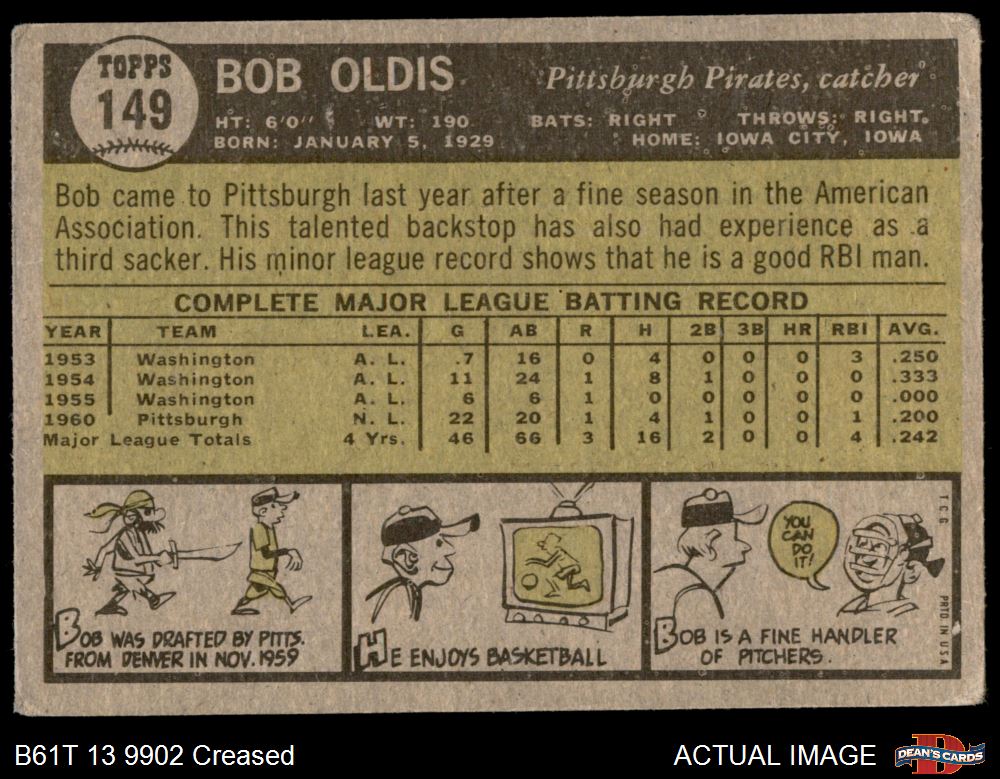 TOPPS
149
BOB OLDIS
Pittsburgh Pirates, catcher
HT: 6'0" WT: 190 BATS: RIGHT THROWS: RIGHT
BORN: JANUARY 5, 1929 HOME: IOWA CITY, IOWA
Bob came to Pittsburgh last year after a fine season in the American
Association. This talented backstop has also had experience as a
third sacker. His minor league record shows that he is a good RBI man.
COMPLETE MAJOR LEAGUE BATTING RECORD
YEAR TEAM LEA. G AB R H 2B 3B HR RBI AVG.
1953 Washington A. L. 7 16 0 4 0 0 0 3 .250
1954 Washington A. L. 11 24 1 8 1 0 0 0 .333
1955 Washington A. L. 6 6 1 0 0 0 0 0 .000
1960 Pittsburgh N. L. 22 20 1 4 1 0 0 1 .200
Major League Totals 4 Yrs. 46 66 3 16 2 0 0 4 .242
BOB WAS DRAFTED BY PITTS.
FROM DENVER IN NOV. 1959
HE ENJOYS BASKETBALL
YOU
CAN
DO
IT!
BOB IS A FINE HANDLER
OF PITCHERS.
T.C.G.
PRTD. IN U.S.A.
B61T 13 9902 Creased
ACTUAL IMAGE
DEAN'S CARDS